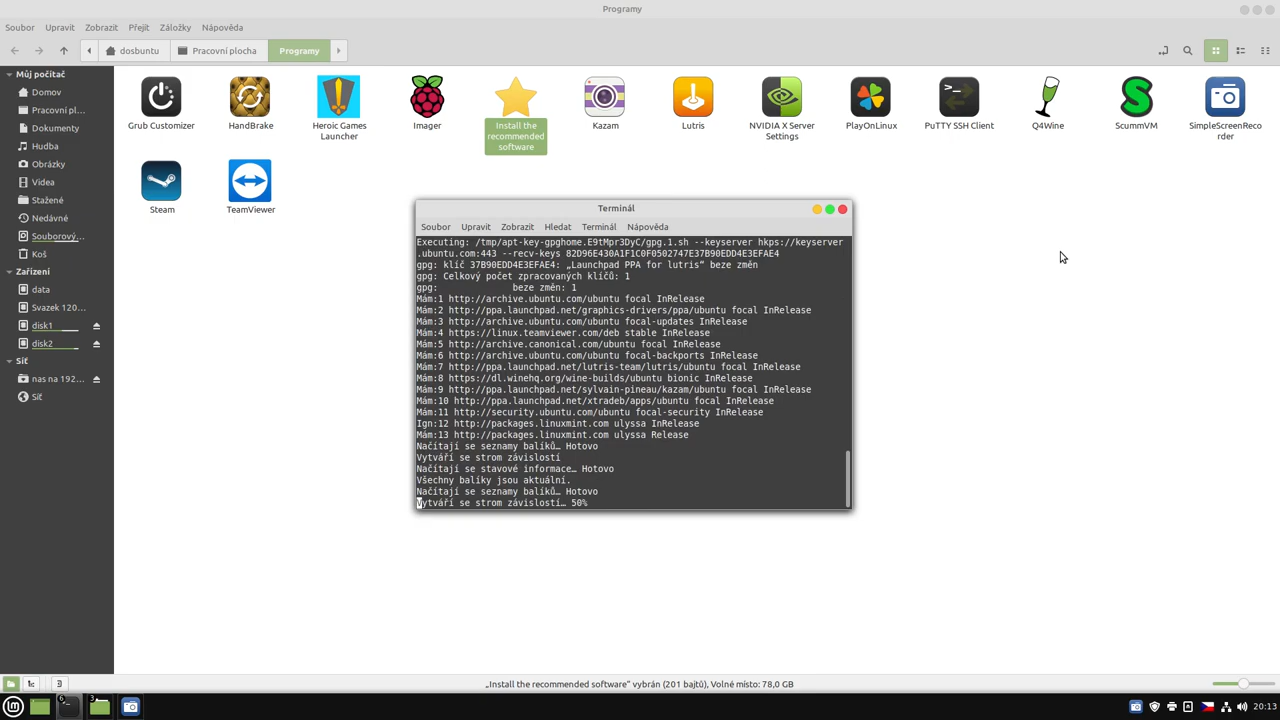 Programy
Soubor Upravit Zobrazit Přejít Záložky Nápověda
dosbuntu Pracovní plocha Programy
Můj počítač
Domov
Pracovní pl...
Dokumenty
Hudba
Obrázky
Videa
Stažené
Nedávné
Souborový...
Koš
Zařízení
data
Svazek 120...
disk1
disk2
Síť
nas na 192...
Síť
Grub Customizer
HandBrake
Heroic Games
Launcher
Imager
Install the
recommended
software
Kazam
Lutris
NVIDIA X Server
Settings
PlayOnLinux
PuTTY SSH Client
Q4Wine
ScummVM
SimpleScreenReco
rder
Steam
TeamViewer
Terminál
Soubor Upravit Zobrazit Hledat Terminál Nápověda
Executing: /tmp/apt-key-gpghome.E9tMpr3DyC/gpg.1.sh --keyserver hkps://keyserver
.ubuntu.com:443 --recv-keys 82D96E430A1F1C0F0502747E37B90EDD4E3EFAE4
gpg: klíč 37B90EDD4E3EFAE4: „Launchpad PPA for lutris“ beze změn
gpg: Celkový počet zpracovaných klíčů: 1
gpg: beze změn: 1
Mám:1 http://archive.ubuntu.com/ubuntu focal InRelease
Mám:2 http://ppa.launchpad.net/graphics-drivers/ppa/ubuntu focal InRelease
Mám:3 http://archive.ubuntu.com/ubuntu focal-updates InRelease
Mám:4 https://linux.teamviewer.com/deb stable InRelease
Mám:5 http://archive.canonical.com/ubuntu focal InRelease
Mám:6 http://archive.ubuntu.com/ubuntu focal-backports InRelease
Mám:7 http://ppa.launchpad.net/lutris-team/lutris/ubuntu focal InRelease
Mám:8 https://dl.winehq.org/wine-builds/ubuntu bionic InRelease
Mám:9 http://ppa.launchpad.net/sylvain-pineau/kazam/ubuntu focal InRelease
Mám:10 http://ppa.launchpad.net/xtradeb/apps/ubuntu focal InRelease
Mám:11 http://security.ubuntu.com/ubuntu focal-security InRelease
Ign:12 http://packages.linuxmint.com ulyssa InRelease
Mám:13 http://packages.linuxmint.com ulyssa Release
Načítají se seznamy balíků… Hotovo
Vytváří se strom závislostí
Načítají se stavové informace… Hotovo
Všechny balíky jsou aktuální.
Načítají se seznamy balíků… Hotovo
Vytváří se strom závislostí… 50%
„Install the recommended software“ vybrán (201 bajtů), Volné místo: 78,0 GB
6
3
20:13